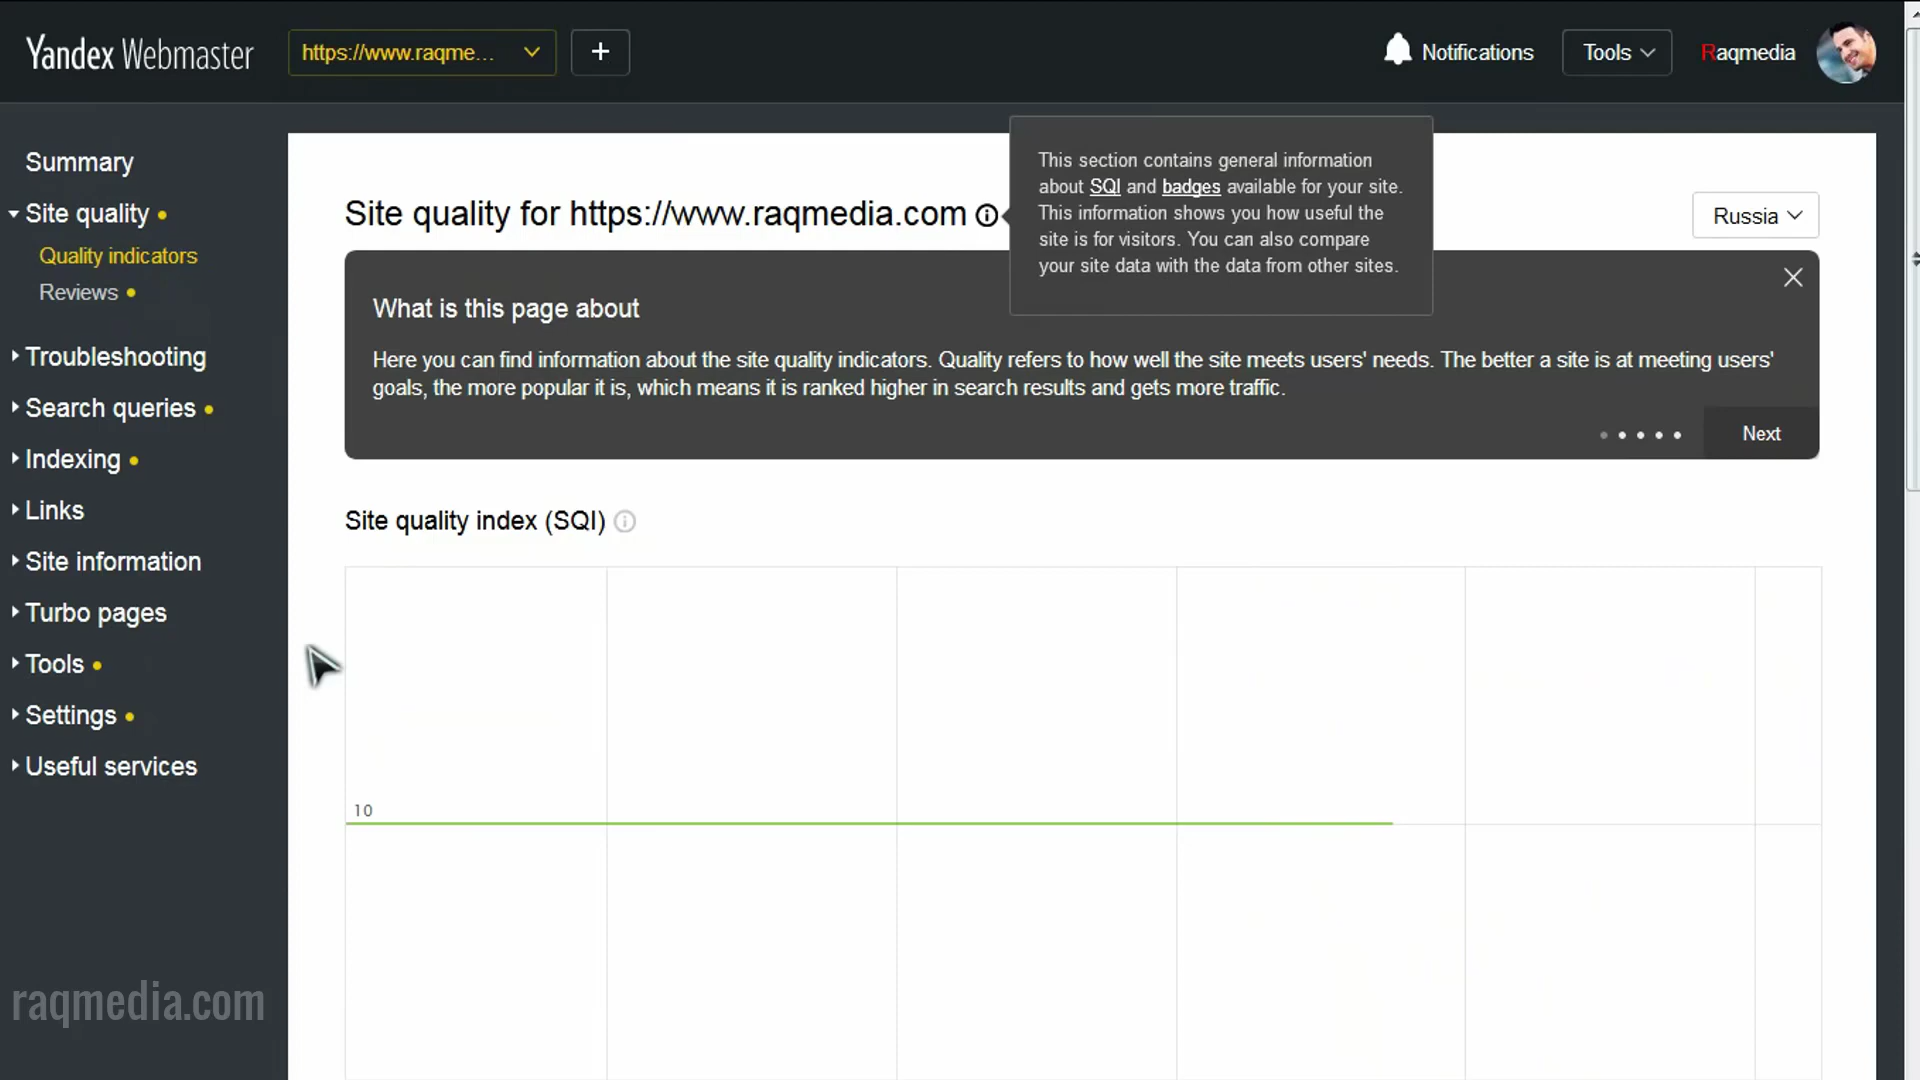 Yandex Webmaster
https://www.raqme...
+
Notifications
Tools
Raqmedia
Summary
Site quality
Quality indicators
Reviews
Troubleshooting
Search queries
Indexing
Links
Site information
Turbo pages
Tools
Settings
Useful services
raqmedia.com
Site quality for https://www.raqmedia.com
This section contains general information
about SQI and badges available for your site.
This information shows you how useful the
site is for visitors. You can also compare
your site data with the data from other sites.
Russia
What is this page about
Here you can find information about the site quality indicators. Quality refers to how well the site meets users' needs. The better a site is at meeting users'
goals, the more popular it is, which means it is ranked higher in search results and gets more traffic.
Next
Site quality index (SQI)
10